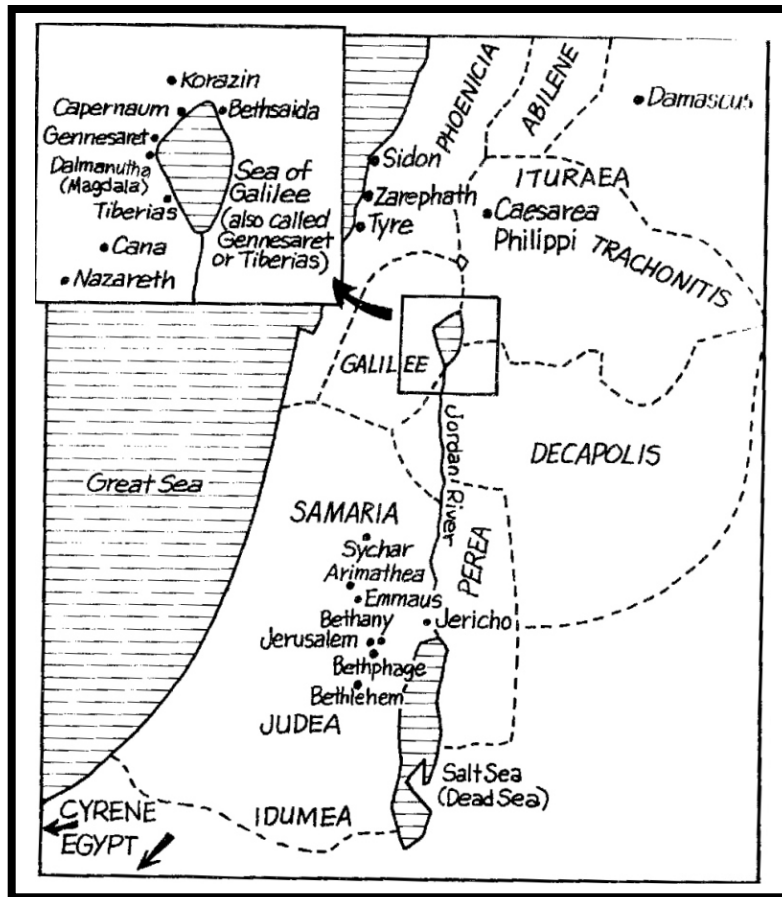 Korazin
Capernaum
Bethsaida
Gennesaret
Dalmanutha
(Magdala)
Tiberias
Sea of
Galilee
(also called
Gennesaret
or Tiberias)
Cana
Nazareth
PHOENICIA
ABILENE
Damascus
Sidon
Zarephath
Tyre
ITURAEA
Caesarea
Philippi
TRACHONITIS
GALILEE
Jordan River
DECAPOLIS
Great Sea
SAMARIA
Sychar
Arimathea
Emmaus
PEREA
Bethany
Jericho
Jerusalem
Bethphage
Bethlehem
JUDEA
Salt Sea
(Dead Sea)
IDUMEA
CYRENE
EGYPT